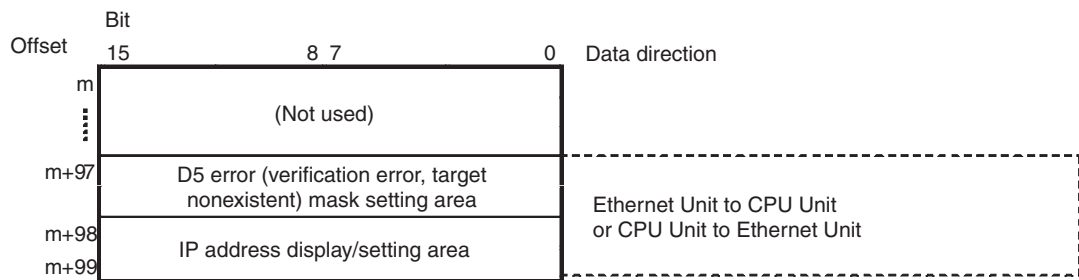 Bit
Offset 15 8 7 0 Data direction
m
(Not used)
m+97
D5 error (verification error, target
nonexistent) mask setting area
Ethernet Unit to CPU Unit
or CPU Unit to Ethernet Unit
m+98
IP address display/setting area
m+99